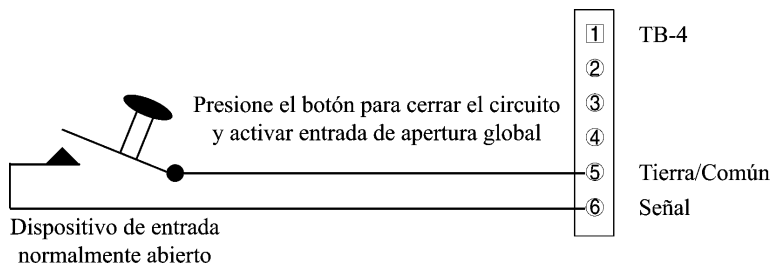 1 TB-4
2
Presione el botón para cerrar el circuito 3
y activar entrada de apertura global 4
5 Tierra/Común
6 Señal
Dispositivo de entrada
normalmente abierto